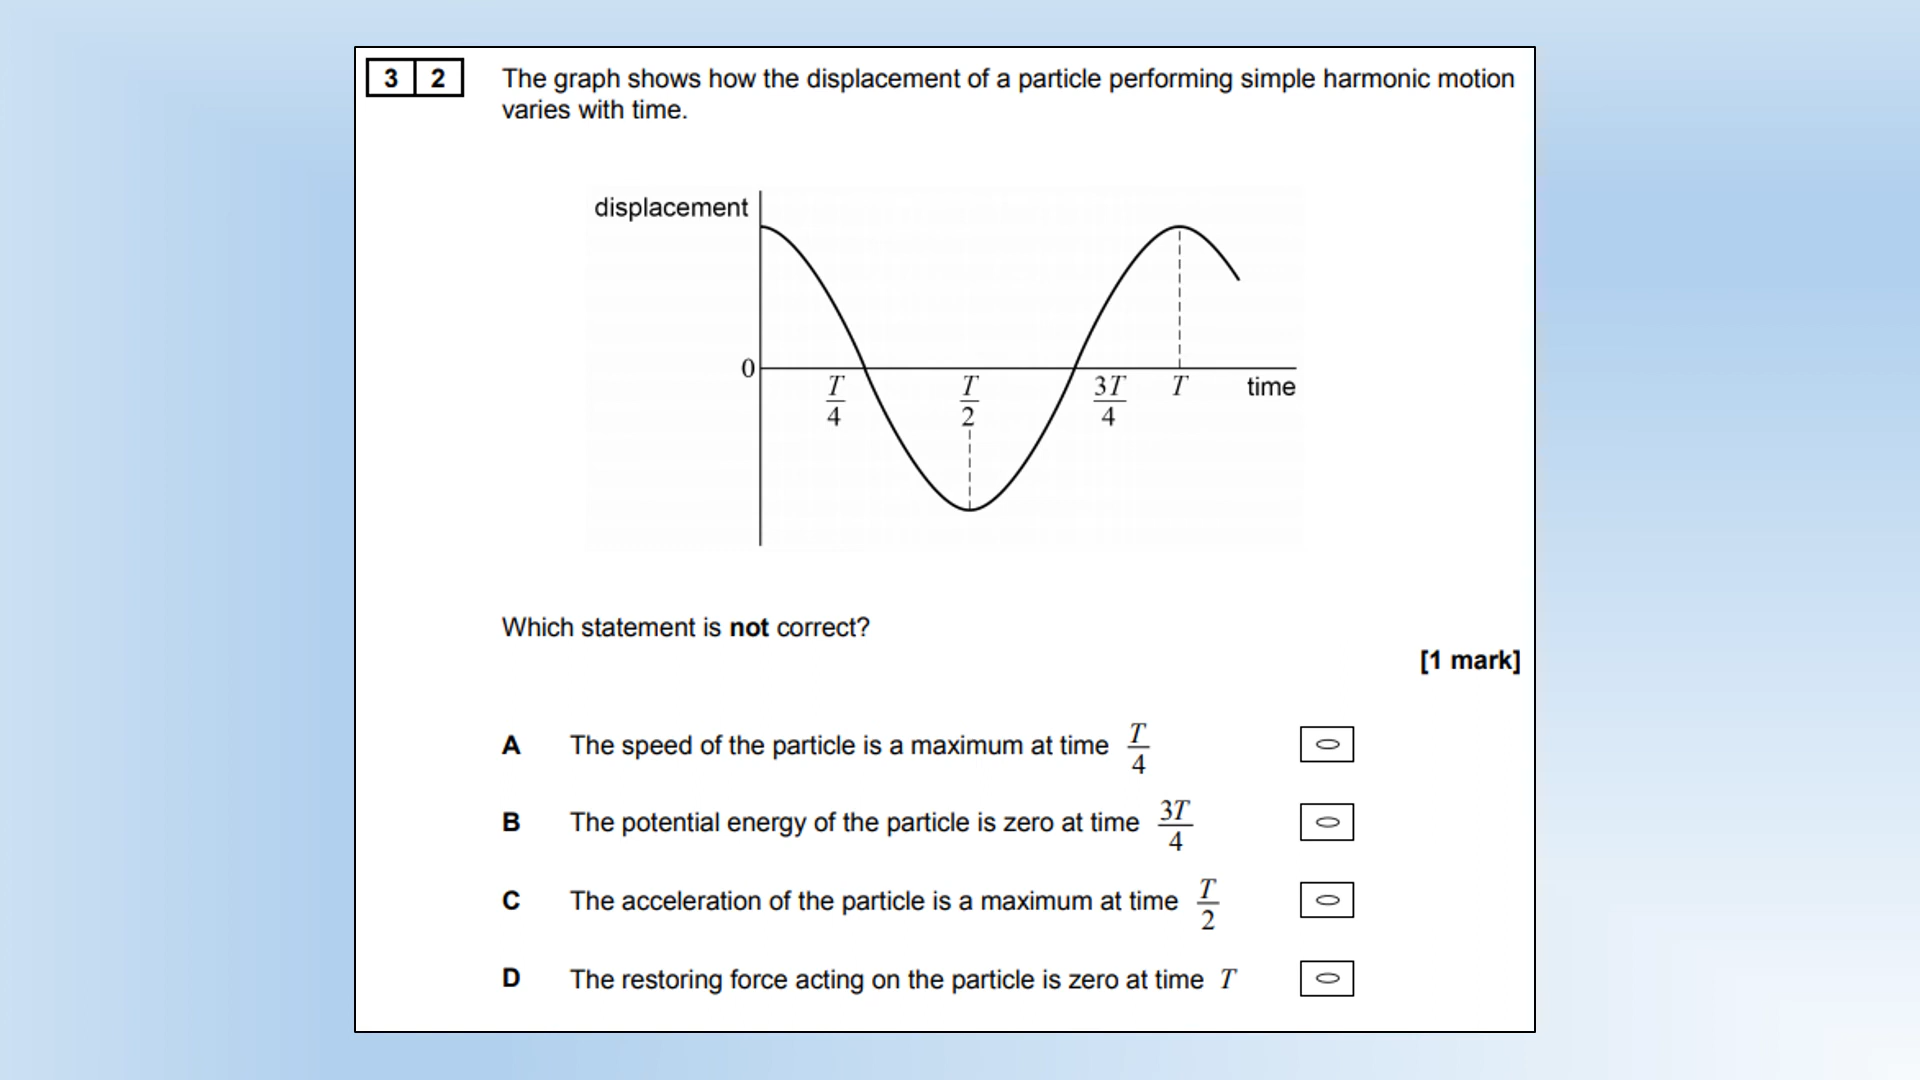 3 2 The graph shows how the displacement of a particle performing simple harmonic motion
varies with time.
displacement
0
T/4 T/2 3T/4 T time
Which statement is not correct?
[1 mark]
A The speed of the particle is a maximum at time T/4
B The potential energy of the particle is zero at time 3T/4
C The acceleration of the particle is a maximum at time T/2
D The restoring force acting on the particle is zero at time T